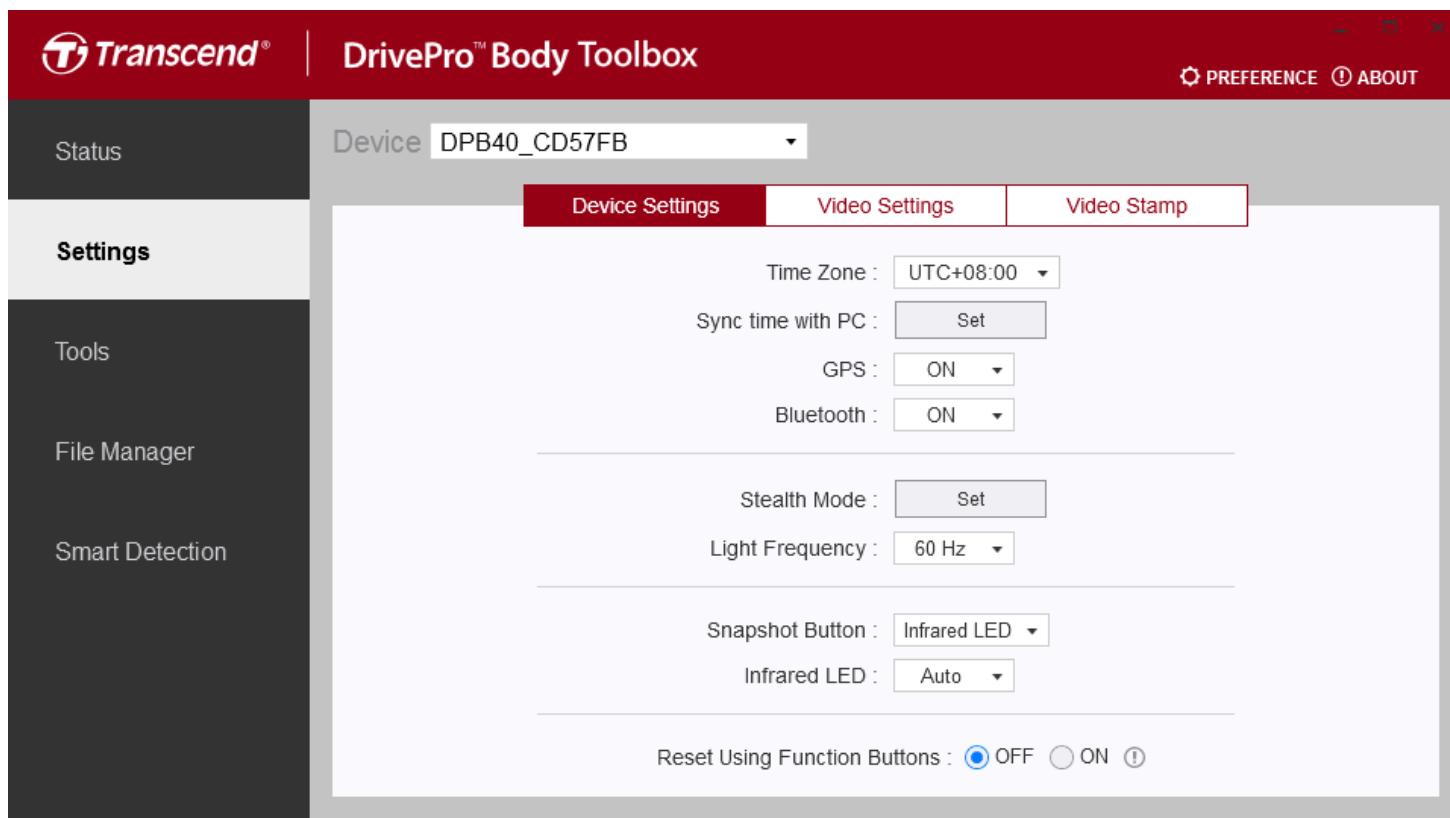 Transcend® DrivePro™ Body Toolbox
PREFERENCE ABOUT
Status
Device DPB40_CD57FB
Device Settings Video Settings Video Stamp
Settings
Time Zone : UTC+08:00
Sync time with PC : Set
Tools
GPS : ON
Bluetooth : ON
File Manager
Stealth Mode : Set
Smart Detection
Light Frequency : 60 Hz
Snapshot Button : Infrared LED
Infrared LED : Auto
Reset Using Function Buttons : OFF ON